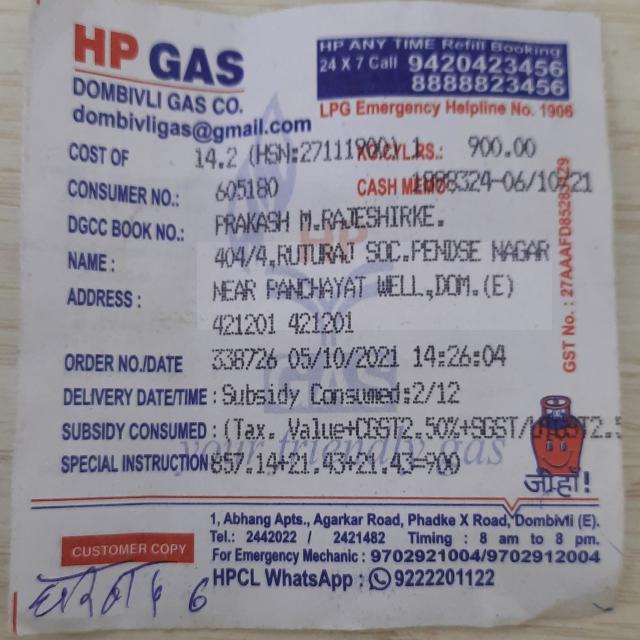 HP GAS
DOMBIVLI GAS CO.
dombivligas@gmail.com
HP ANY TIME Refill Booking
24 X 7 Call 9420423456
8888823456
LPG Emergency Helpline No. 1906
COST OF 14.2 (HSN:27111900) 1 NO.CYL.RS.: 900.00
CONSUMER NO.: 605180 CASH MEMO 1888324-06/10/21
DGCC BOOK NO.: PRAKASH M.RAJESHIRKE.
NAME : 404/4,RUTURAJ SOC.PENDSE NAGAR
ADDRESS : NEAR PANCHAYAT WELL,DOM.(E)
421201 421201
ORDER NO./DATE 338726 05/10/2021 14:26:04
DELIVERY DATE/TIME : Subsidy Consumed:2/12
SUBSIDY CONSUMED : (Tax. Value+CGST2.50%+SGST/UTGST2.5
SPECIAL INSTRUCTION 857.14+21.43+21.43=900
HP
GAS
your friendly gas
GST No.:
जी हाँ!
1, Abhang Apts., Agarkar Road, Phadke X Road, Dombivli (E).
Tel.: 2442022 / 2421482 Timing : 8 am to 8 pm.
CUSTOMER COPY
For Emergency Mechanic : 9702921004/9702912004
HPCL WhatsApp : 9222201122